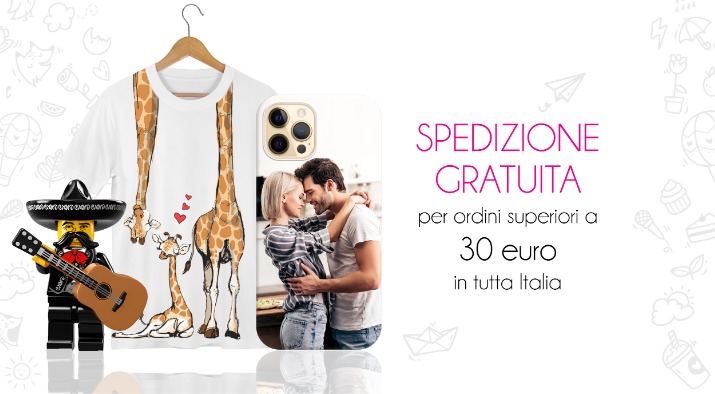 SPEDIZIONE
GRATUITA
per ordini superiori a
30 euro
in tutta Italia